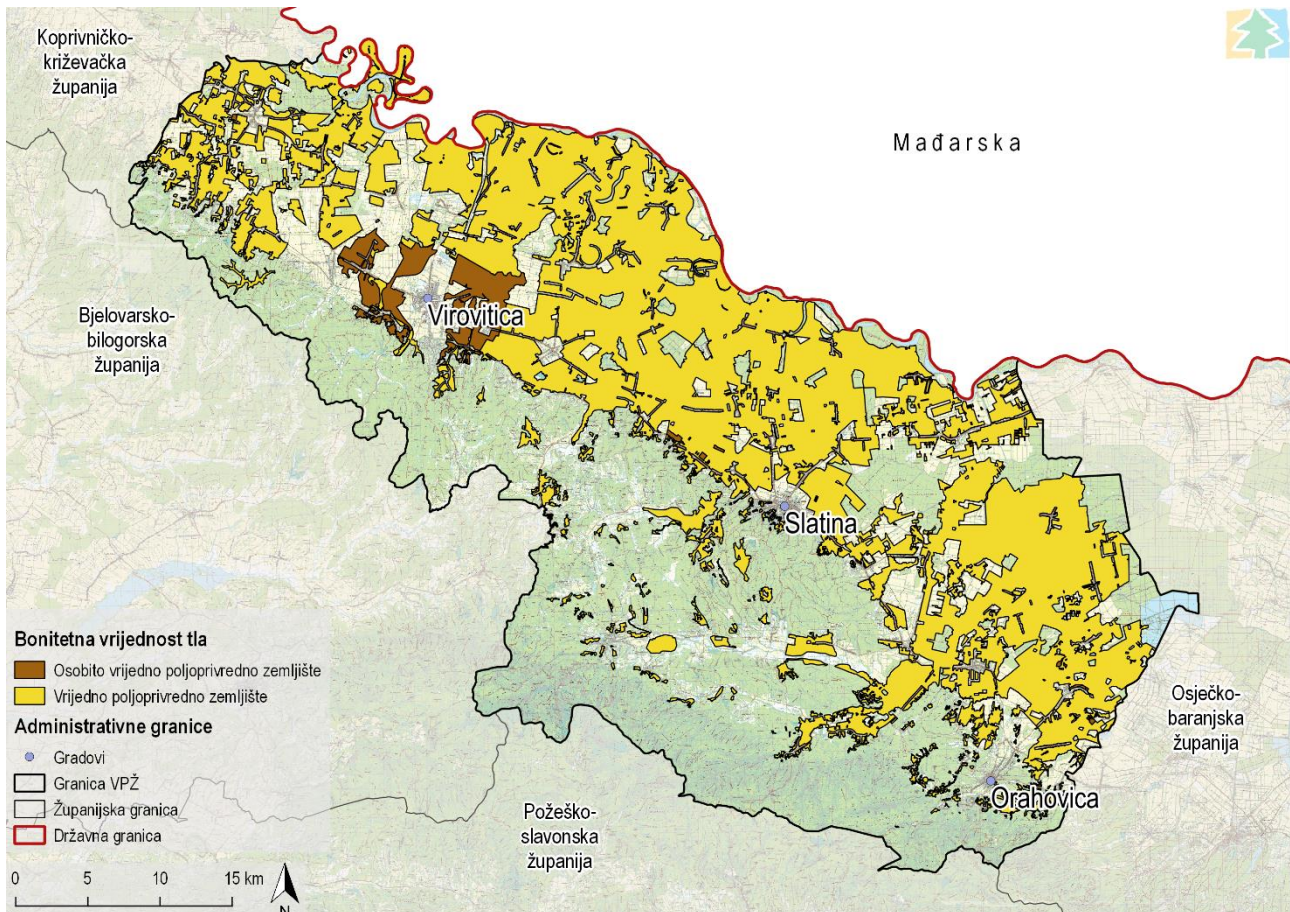 Koprivničko-
križevačka
županija
Mađarska
Bjelovarsko-
bilogorska
županija
Virovitica
Slatina
Osječko-
baranjska
županija
Orahovica
Požeško-
slavonska
županija
Bonitetna vrijednost tla
Osobito vrijedno poljoprivredno zemljište
Vrijedno poljoprivredno zemljište
Administrativne granice
Gradovi
Granica VPŽ
Županijska granica
Državna granica
0 5 10 15 km
N